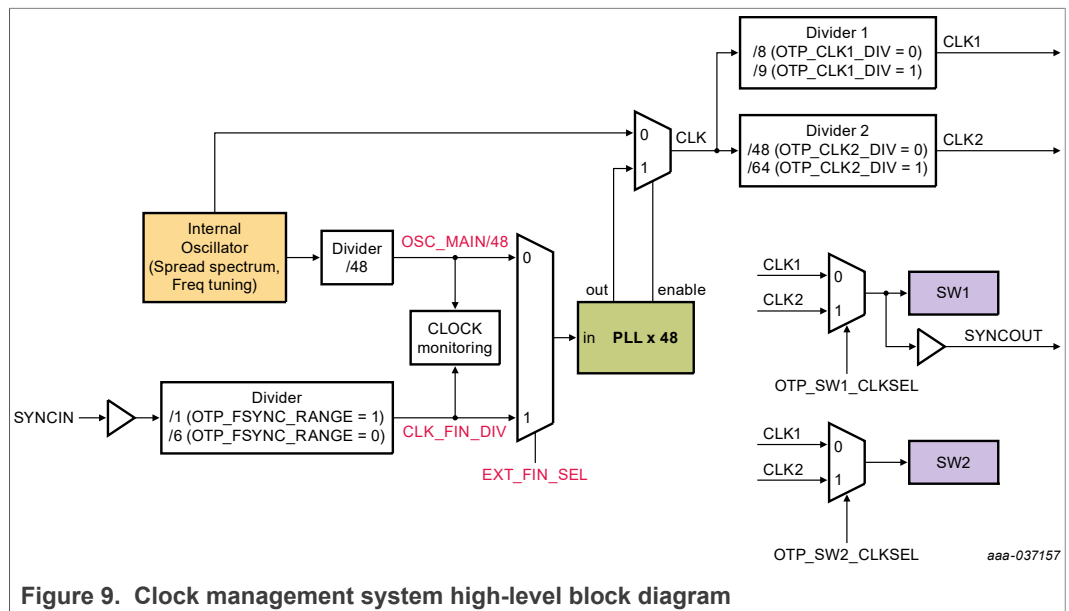 Divider 1
/8 (OTP_CLK1_DIV = 0)
/9 (OTP_CLK1_DIV = 1)
CLK1
0
1
CLK
Divider 2
/48 (OTP_CLK2_DIV = 0)
/64 (OTP_CLK2_DIV = 1)
CLK2
Internal
Oscillator
(Spread spectrum,
Freq tuning)
Divider
/48
OSC_MAIN/48
0
1
CLOCK
monitoring
out
enable
in
PLL x 48
SYNCIN
Divider
/1 (OTP_FSYNC_RANGE = 1)
/6 (OTP_FSYNC_RANGE = 0)
CLK_FIN_DIV
EXT_FIN_SEL
CLK1
CLK2
0
1
SW1
SYNCOUT
OTP_SW1_CLKSEL
CLK1
CLK2
0
1
SW2
OTP_SW2_CLKSEL
aaa-037157
Figure 9. Clock management system high-level block diagram